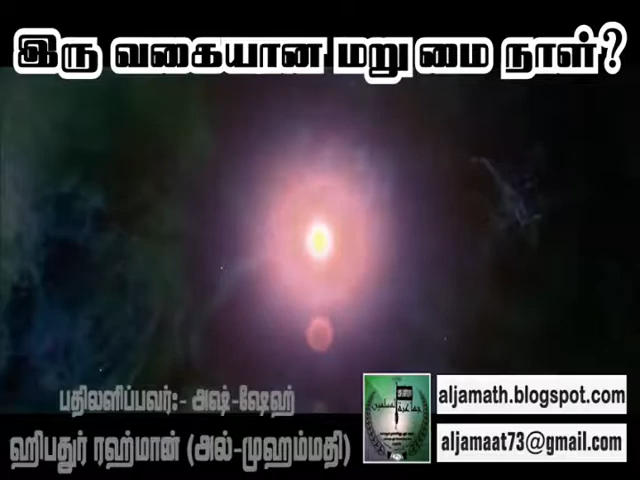 இரு வகையான மறுமை நாள்?
பதிலளிப்பவர்:- அஷ்-ஷேஹ்
ஹிபதுர் ரஹ்மான் (அல்-முஹம்மதி)
aljamath.blogspot.com
aljamaat73@gmail.com